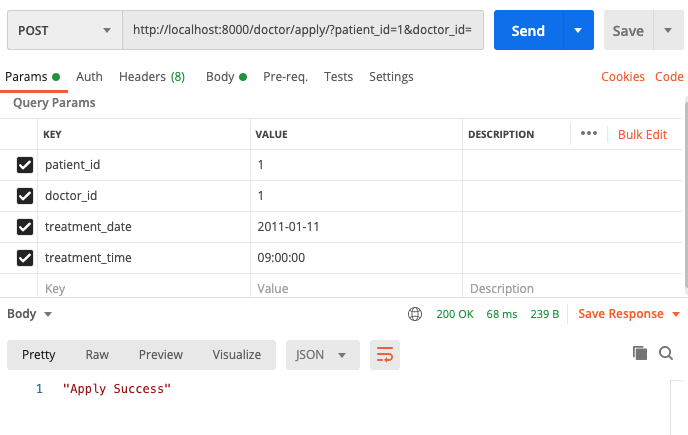 POST http://localhost:8000/doctor/apply/?patient_id=1&doctor_id= Send Save
Params Auth Headers (8) Body Pre-req. Tests Settings Cookies Code
Query Params
KEY VALUE DESCRIPTION ••• Bulk Edit
patient_id 1
doctor_id 1
treatment_date 2011-01-11
treatment_time 09:00:00
Key Value Description
Body 200 OK 68 ms 239 B Save Response
Pretty Raw Preview Visualize JSON
1 "Apply Success"